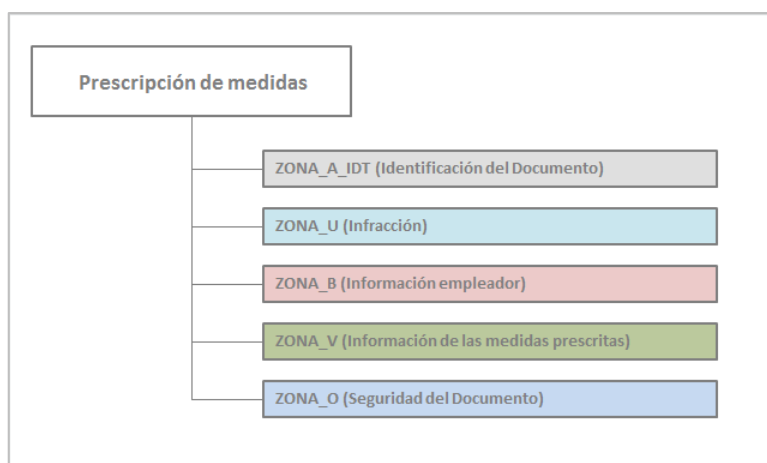 Prescripción de medidas
ZONA_A_IDT (Identificación del Documento)
ZONA_U (Infracción)
ZONA_B (Información empleador)
ZONA_V (Información de las medidas prescritas)
ZONA_O (Seguridad del Documento)